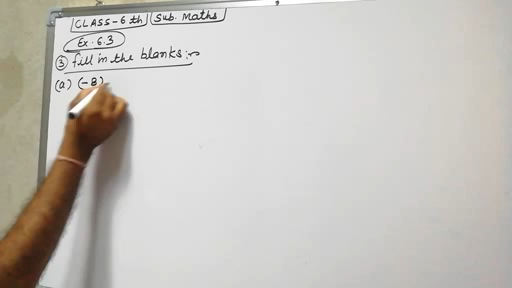 CLASS-6 th Sub. Maths
Ex. 6.3
③ fill in the blanks :~
(a) (-8)